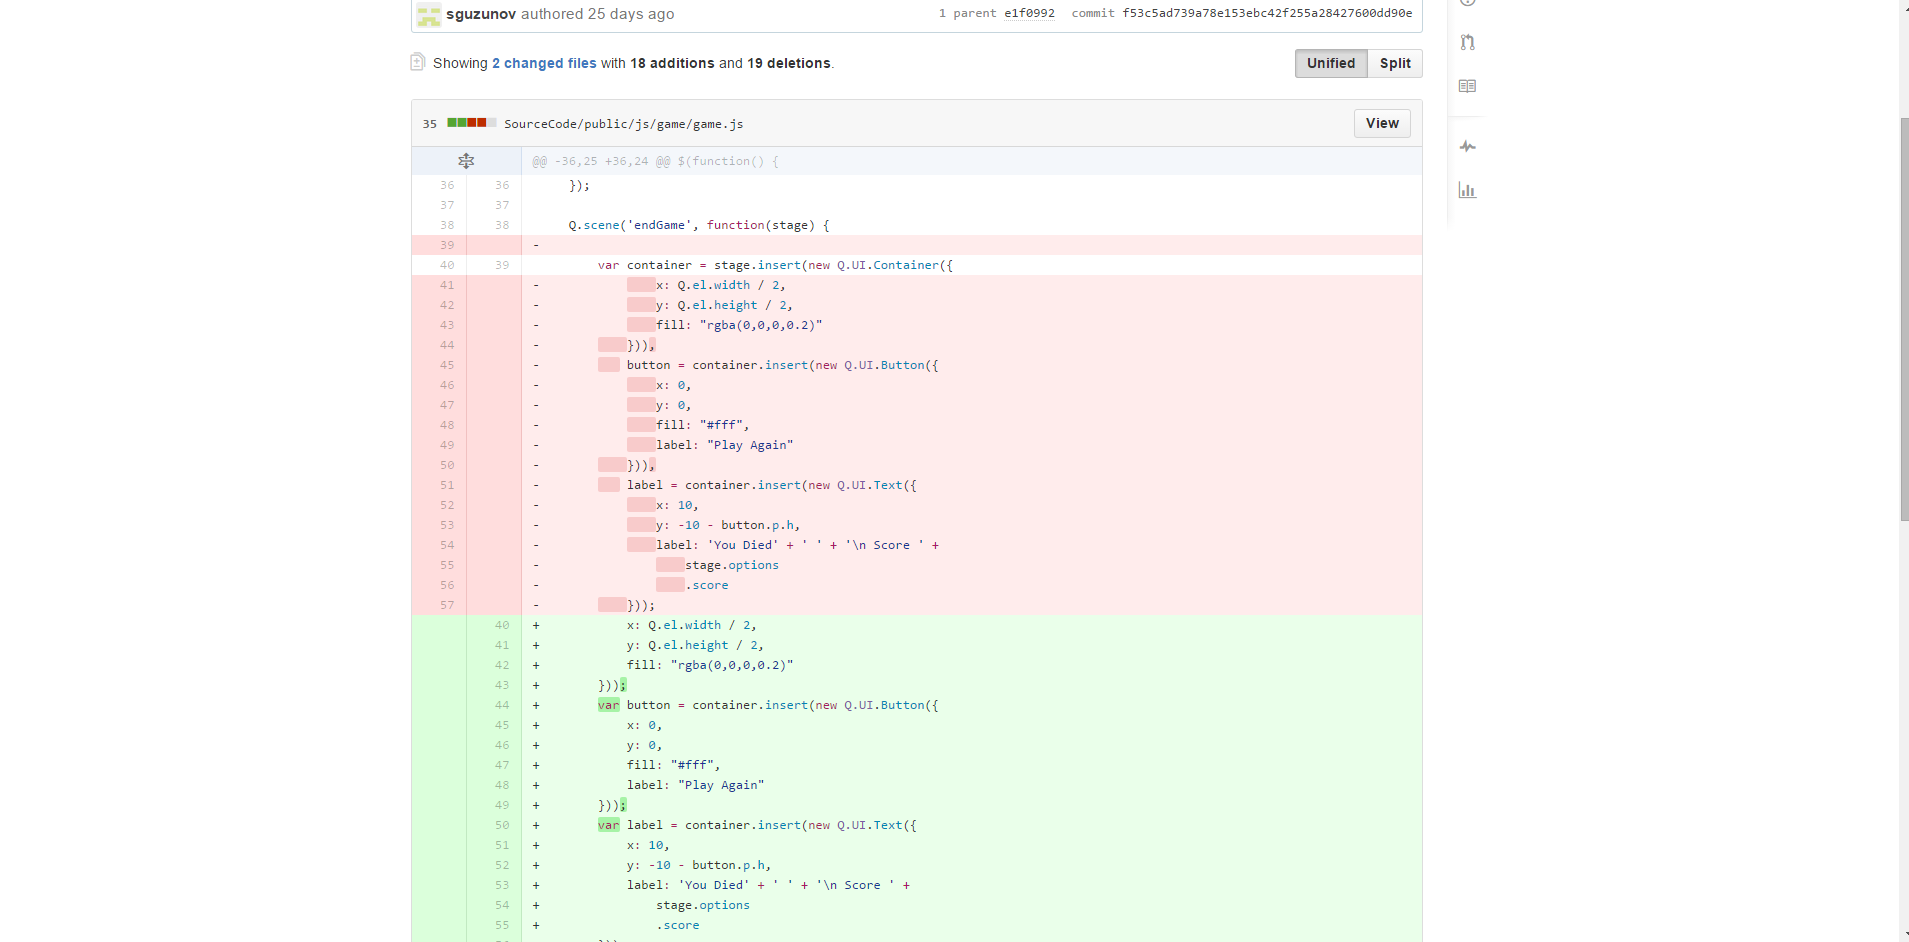 sguzunov authored 25 days ago 1 parent e1f0992 commit f53c5ad739a78e153ebc42f255a28427600dd90e
Showing 2 changed files with 18 additions and 19 deletions. Unified Split
35 SourceCode/public/js/game/game.js View
@@ -36,25 +36,24 @@ $(function() {
36 36 });
37 37
38 38 Q.scene('endGame', function(stage) {
39 -
40 39 var container = stage.insert(new Q.UI.Container({
41 - x: Q.el.width / 2,
42 - y: Q.el.height / 2,
43 - fill: "rgba(0,0,0,0.2)"
44 - })),
45 - button = container.insert(new Q.UI.Button({
46 - x: 0,
47 - y: 0,
48 - fill: "#fff",
49 - label: "Play Again"
50 - })),
51 - label = container.insert(new Q.UI.Text({
52 - x: 10,
53 - y: -10 - button.p.h,
54 - label: 'You Died' + ' ' + '\n Score ' +
55 - stage.options
56 - .score
57 - }));
40 + x: Q.el.width / 2,
41 + y: Q.el.height / 2,
42 + fill: "rgba(0,0,0,0.2)"
43 + }));
44 + var button = container.insert(new Q.UI.Button({
45 + x: 0,
46 + y: 0,
47 + fill: "#fff",
48 + label: "Play Again"
49 + }));
50 + var label = container.insert(new Q.UI.Text({
51 + x: 10,
52 + y: -10 - button.p.h,
53 + label: 'You Died' + ' ' + '\n Score ' +
54 + stage.options
55 + .score